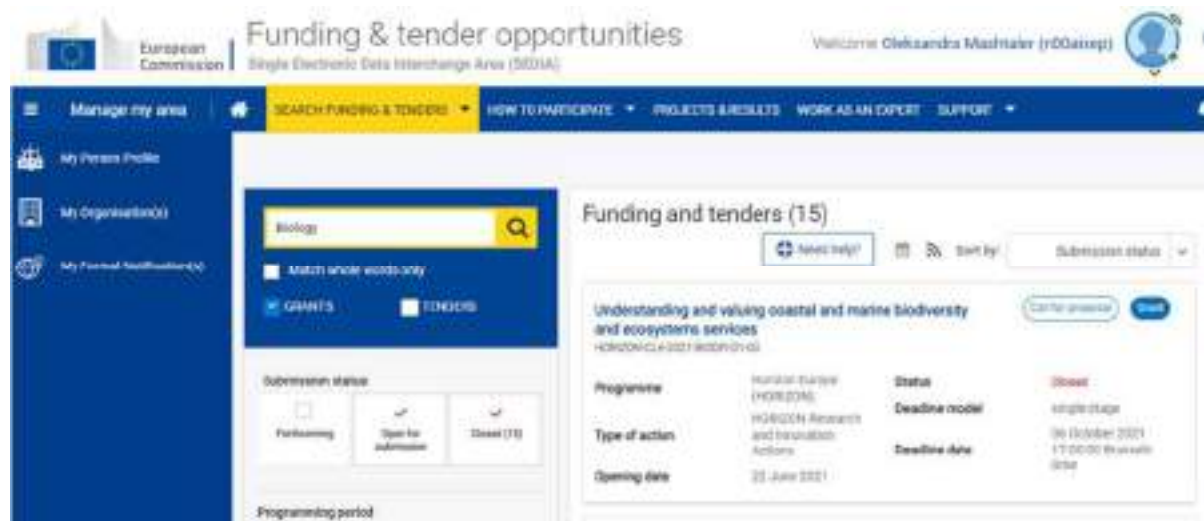 European
Commission
Funding & tender opportunities
Single Electronic Data Interchange Area (SEDIA)
Welcome Oleksandra
Manage my area
SEARCH FUNDING & TENDERS
HOW TO PARTICIPATE
PROJECTS & RESULTS
WORK AS AN EXPERT
SUPPORT
My Person Profile
My Organisation(s)
My Formal Notification(s)
Biology
Match whole words only
GRANTS
TENDERS
Submission status
Forthcoming
Open for
submission
Closed (15)
Programming period
Funding and tenders (15)
Need help?
Sort by:
Submission status
Understanding and valuing coastal and marine biodiversity
and ecosystems services
Call for proposal
Grant
Programme
Horizon Europe
(HORIZON)
Type of action
HORIZON Research
and Innovation
Actions
Opening date
22 June 2021
Status
Closed
Deadline model
single-stage
Deadline date
06 October 2021
17:00:00 Brussels
time